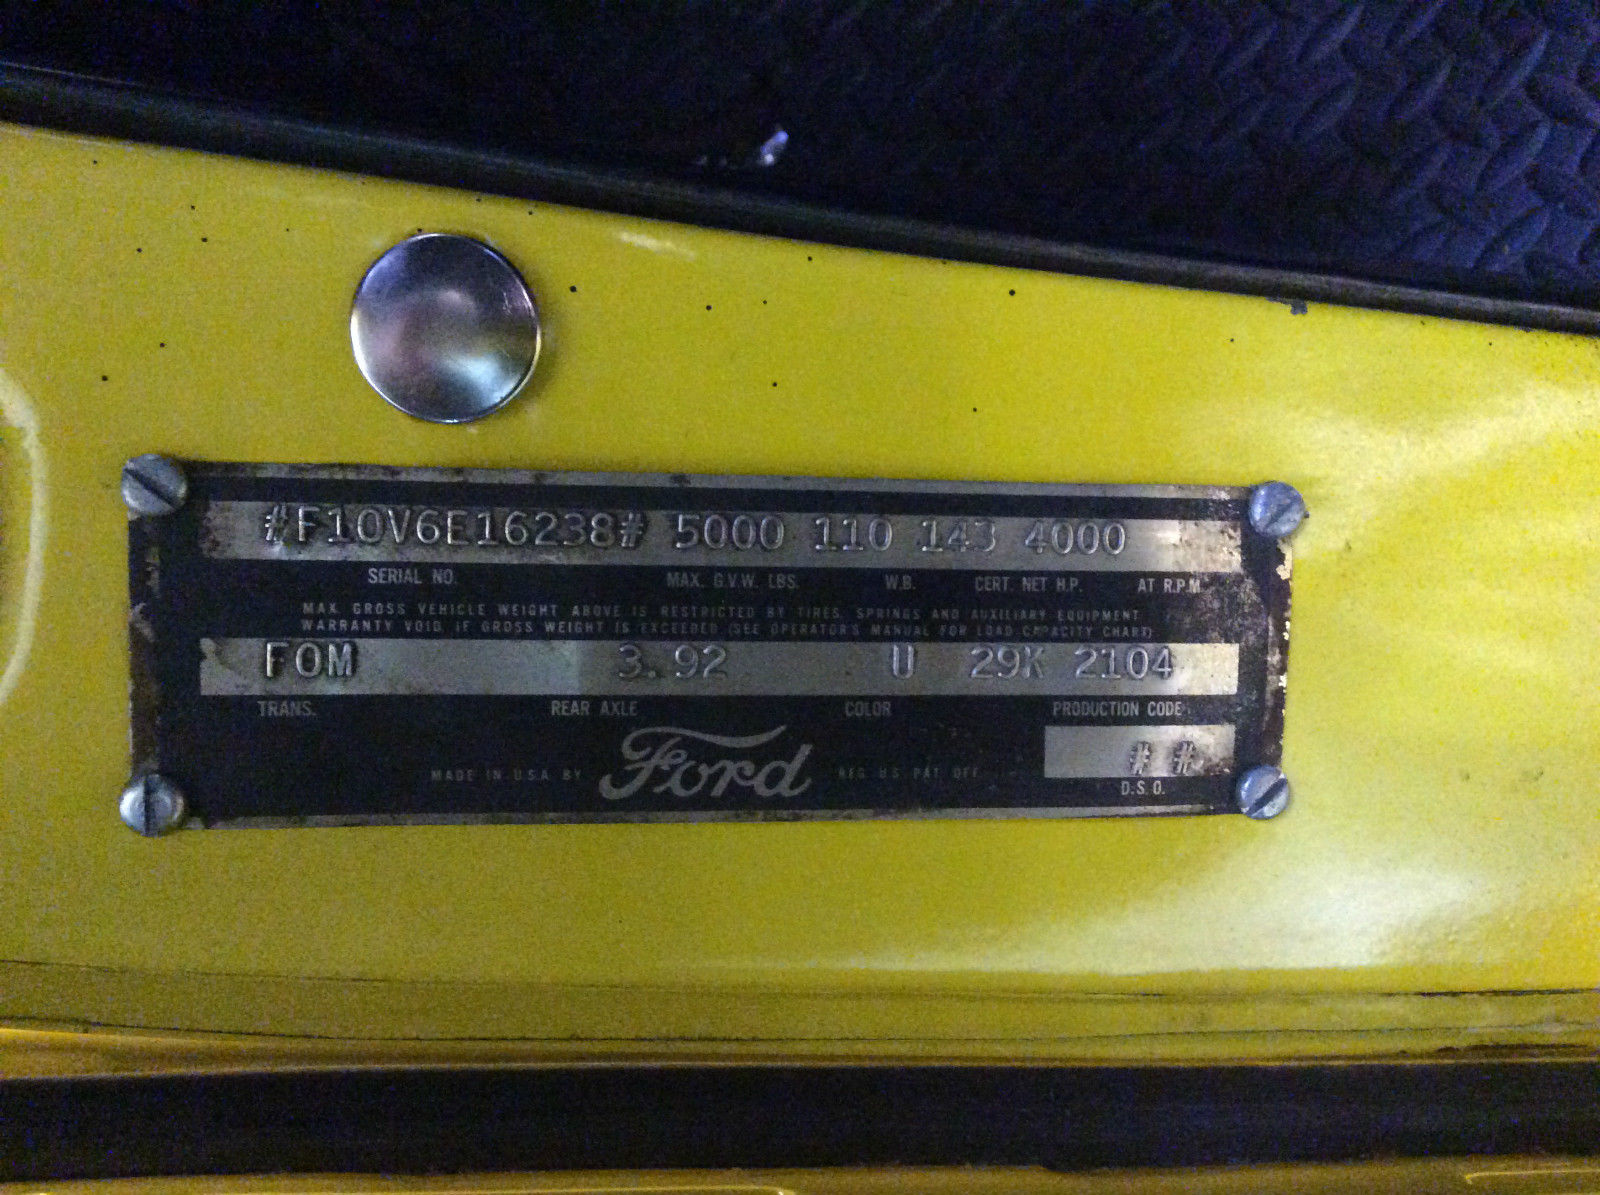 #F10V6E16238# 5000 110 143 4000
SERIAL NO. MAX. G.V.W. LBS. W.B. CERT. NET H.P. AT R.P.M.
MAX. GROSS VEHICLE WEIGHT ABOVE IS RESTRICTED BY TIRES, SPRINGS AND AUXILIARY EQUIPMENT
WARRANTY VOID IF GROSS WEIGHT IS EXCEEDED (SEE OPERATOR'S MANUAL FOR LOAD CAPACITY CHART)
FOM 3.92 U 29K 2104
TRANS. REAR AXLE COLOR PRODUCTION CODE
# #
MADE IN U.S.A. BY Ford REG. U.S. PAT. OFF.
D.S.O.